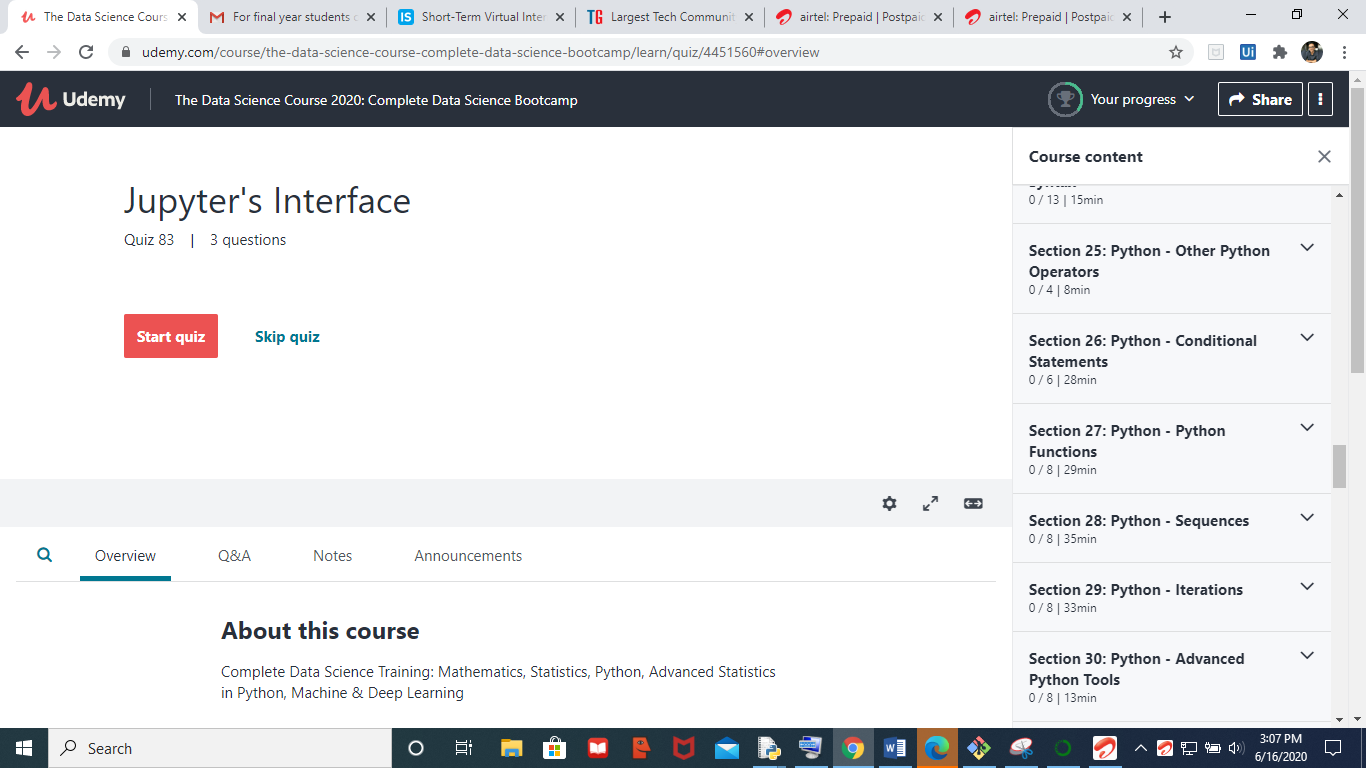 The Data Science Cours
For final year students o
Short-Term Virtual Inter
Largest Tech Communit
airtel: Prepaid | Postpaid
airtel: Prepaid | Postpaid
udemy.com/course/the-data-science-course-complete-data-science-bootcamp/learn/quiz/4451560#overview
Udemy
The Data Science Course 2020: Complete Data Science Bootcamp
Your progress
Share
Jupyter's Interface
Quiz 83 | 3 questions
Start quiz
Skip quiz
Overview
Q&A
Notes
Announcements
About this course
Complete Data Science Training: Mathematics, Statistics, Python, Advanced Statistics
in Python, Machine & Deep Learning
Course content
0 / 13 | 15min
Section 25: Python - Other Python
Operators
0 / 4 | 8min
Section 26: Python - Conditional
Statements
0 / 6 | 28min
Section 27: Python - Python
Functions
0 / 8 | 29min
Section 28: Python - Sequences
0 / 8 | 35min
Section 29: Python - Iterations
0 / 8 | 33min
Section 30: Python - Advanced
Python Tools
0 / 8 | 13min
Search
3:07 PM
6/16/2020